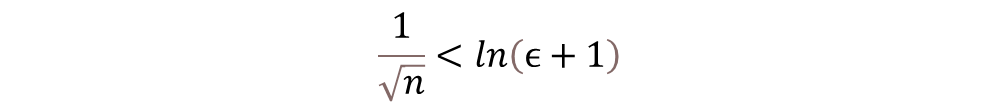 1/√n < ln(ϵ + 1)